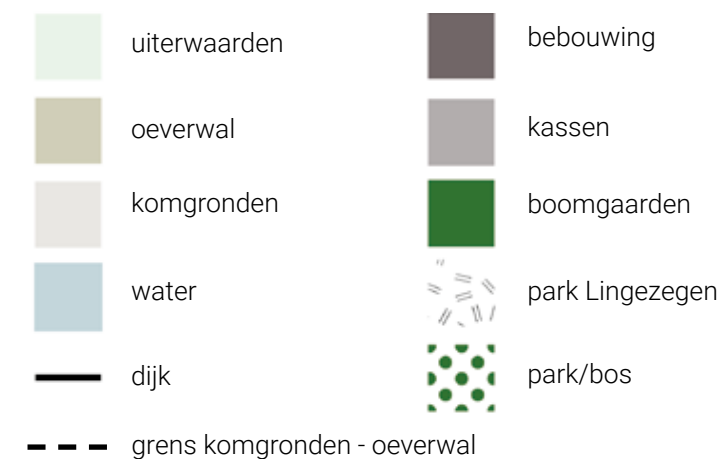 uiterwaarden
oeverwal
komgronden
water
dijk
grens komgronden - oeverwal
bebouwing
kassen
boomgaarden
park Lingezegen
park/bos